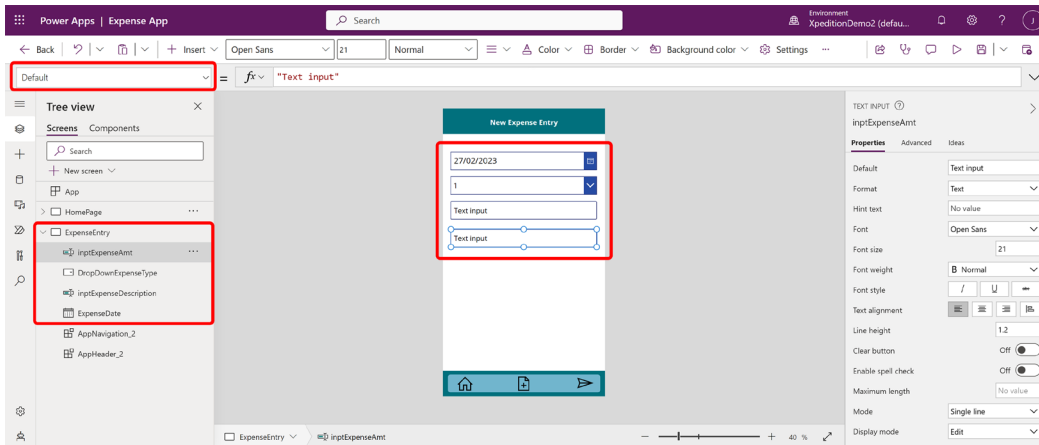 Power Apps | Expense App
Search
Environment
XpeditionDemo2 (defau...
?
J
Back
Insert
Open Sans
21
Normal
Color
Border
Background color
Settings
...
Default
=
fx
"Text input"
Tree view
Screens
Components
Search
New screen
App
HomePage
...
ExpenseEntry
inptExpenseAmt
...
DropDownExpenseType
inptExpenseDescription
ExpenseDate
AppNavigation_2
AppHeader_2
New Expense Entry
27/02/2023
1
Text input
Text input
TEXT INPUT
inptExpenseAmt
Properties
Advanced
Ideas
Default
Text input
Format
Text
Hint text
No value
Font
Open Sans
Font size
21
Font weight
B Normal
Font style
/ U abc
Text alignment
Line height
1.2
Clear button
Off
Enable spell check
Off
Maximum length
No value
Mode
Single line
Display mode
Edit
ExpenseEntry
inptExpenseAmt
40 %